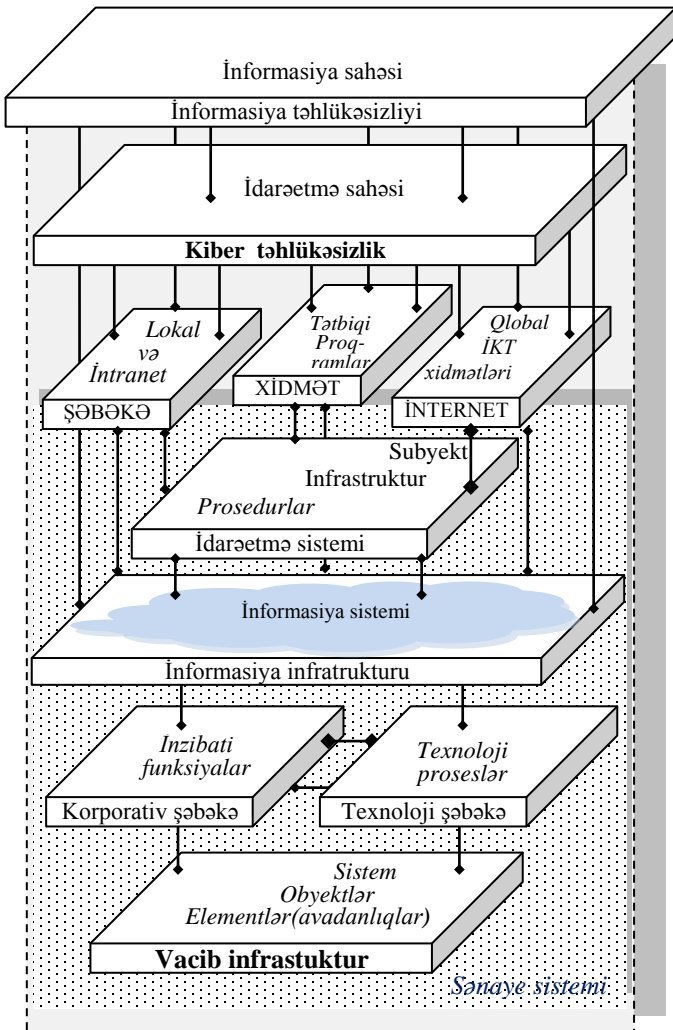 İnformasiya sahəsi
İnformasiya təhlükəsizliyi
İdarəetmə sahəsi
Kiber təhlükəsizlik
Lokal
və
İntranet
ŞƏBƏKƏ
Tətbiqi
Proq-
ramlar
XİDMƏT
Qlobal
İKT
xidmətləri
İNTERNET
Subyekt
Infrastruktur
Prosedurlar
İdarəetmə sistemi
İnformasiya sistemi
İnformasiya infratrukturu
İnzibati
funksiyalar
Korporativ şəbəkə
Texnoloji
proseslər
Texnoloji şəbəkə
Sistem
Obyektlər
Elementlər(avadanlıqlar)
Vacib infrastuktur
Sənaye sistemi